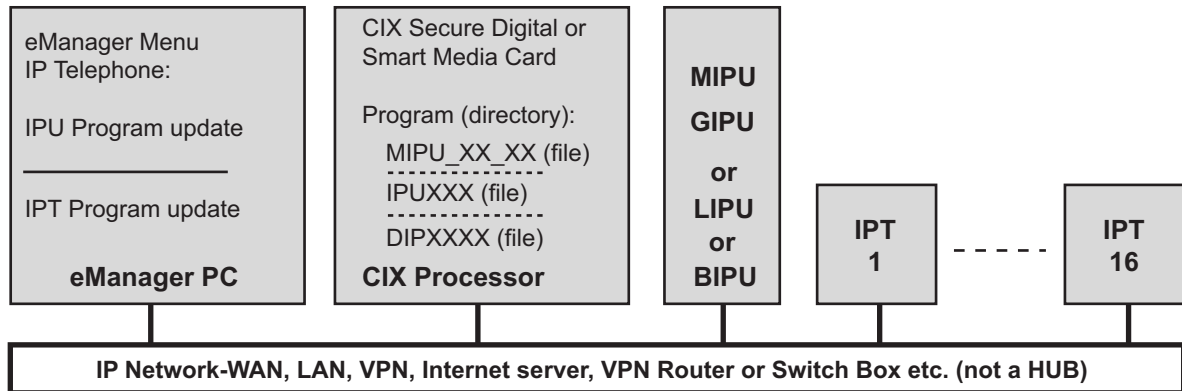 eManager Menu
IP Telephone:
IPU Program update
IPT Program update
eManager PC
CIX Secure Digital or
Smart Media Card
Program (directory):
MIPU_XX_XX (file)
IPUXXX (file)
DIPXXXX (file)
CIX Processor
MIPU
GIPU
or
LIPU
or
BIPU
IPT
1
IPT
16
IP Network-WAN, LAN, VPN, Internet server, VPN Router or Switch Box etc. (not a HUB)